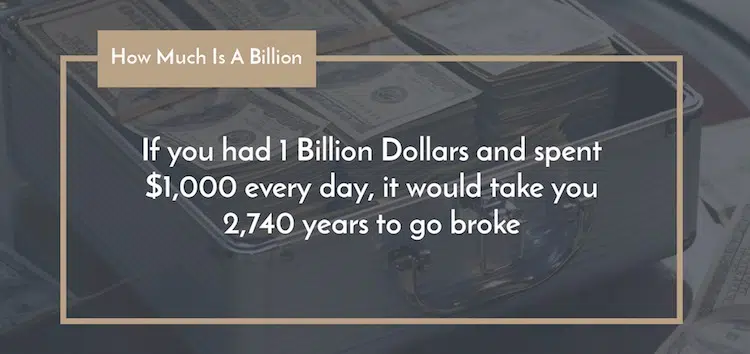 How Much Is A Billion
If you had 1 Billion Dollars and spent
$1,000 every day, it would take you
2,740 years to go broke